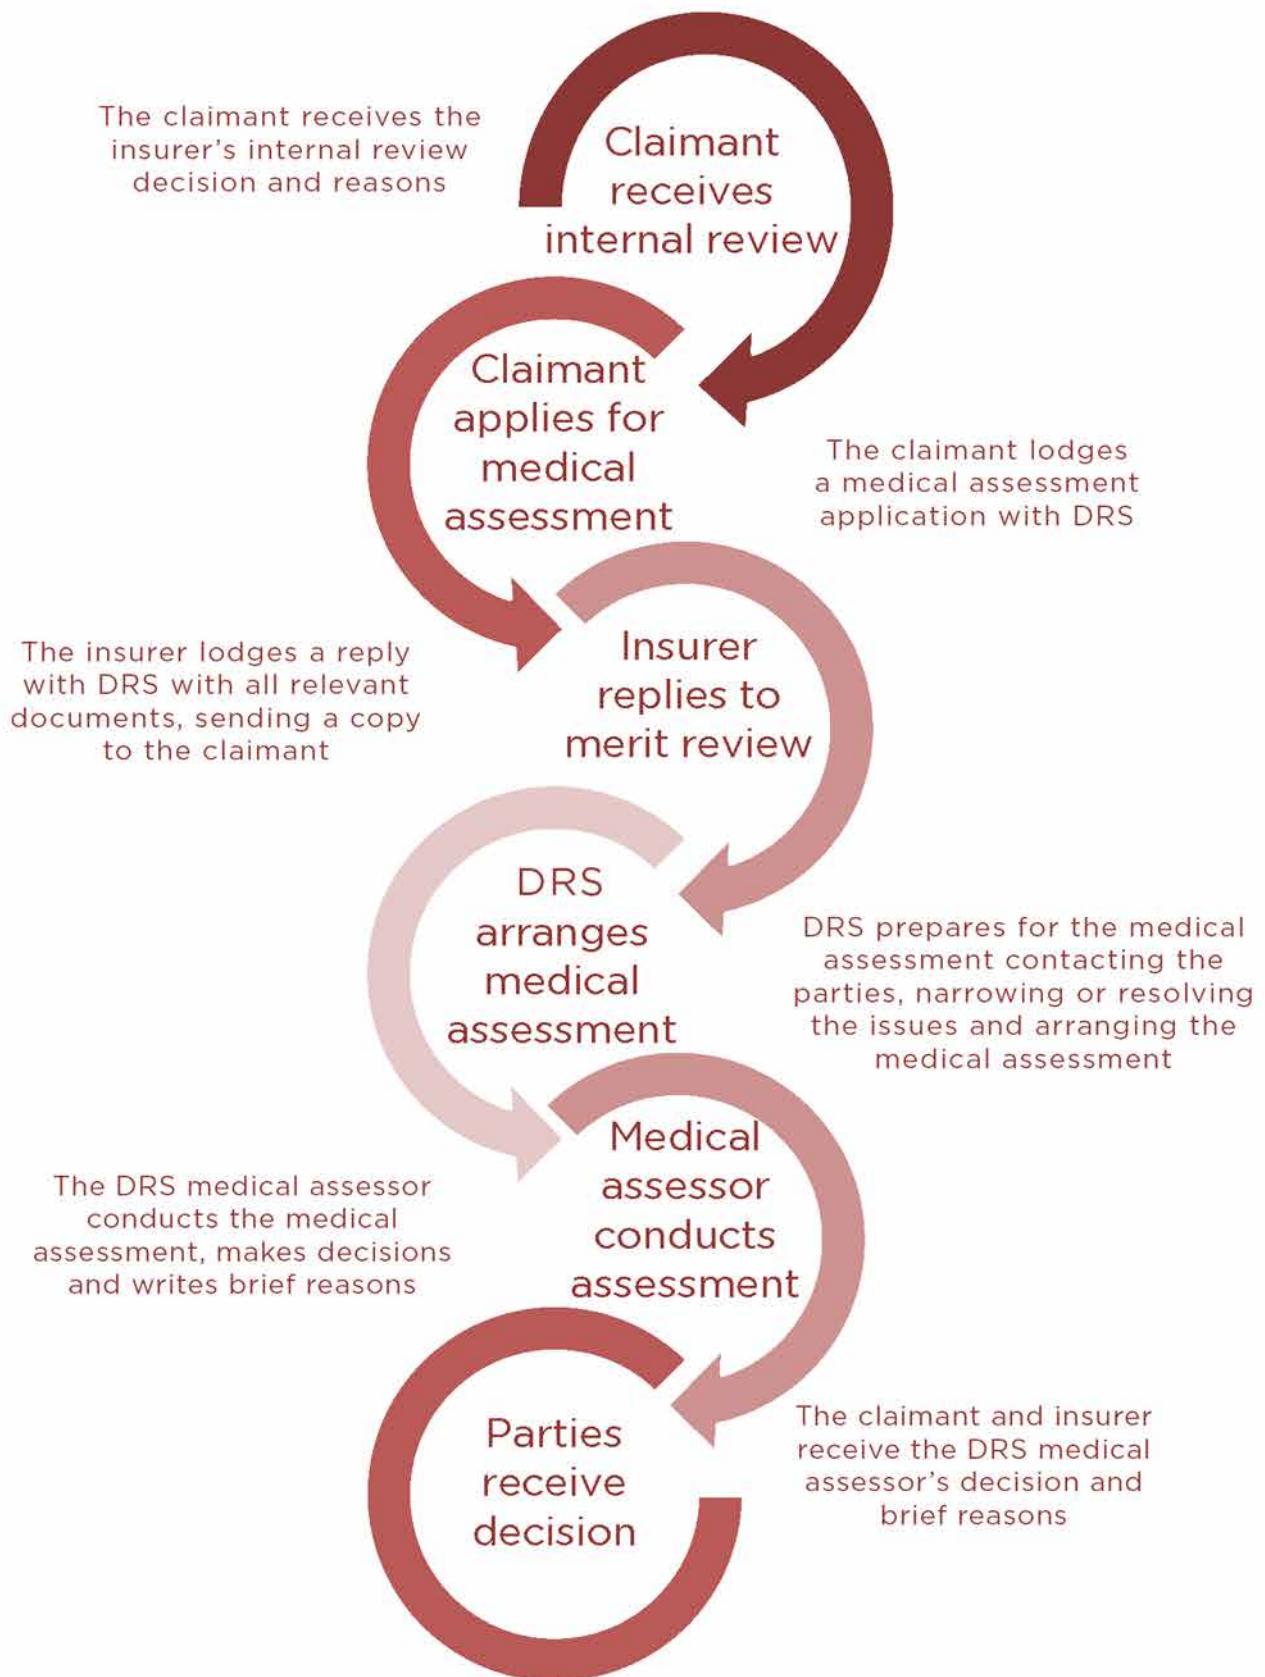 The claimant receives the
insurer's internal review
decision and reasons
Claimant
receives
internal review
Claimant
applies for
medical
assessment
The claimant lodges
a medical assessment
application with DRS
The insurer lodges a reply
with DRS with all relevant
documents, sending a copy
to the claimant
Insurer
replies to
merit review
DRS
arranges
medical
assessment
DRS prepares for the medical
assessment contacting the
parties, narrowing or resolving
the issues and arranging the
medical assessment
The DRS medical assessor
conducts the medical
assessment, makes decisions
and writes brief reasons
Medical
assessor
conducts
assessment
Parties
receive
decision
The claimant and insurer
receive the DRS medical
assessor's decision and
brief reasons